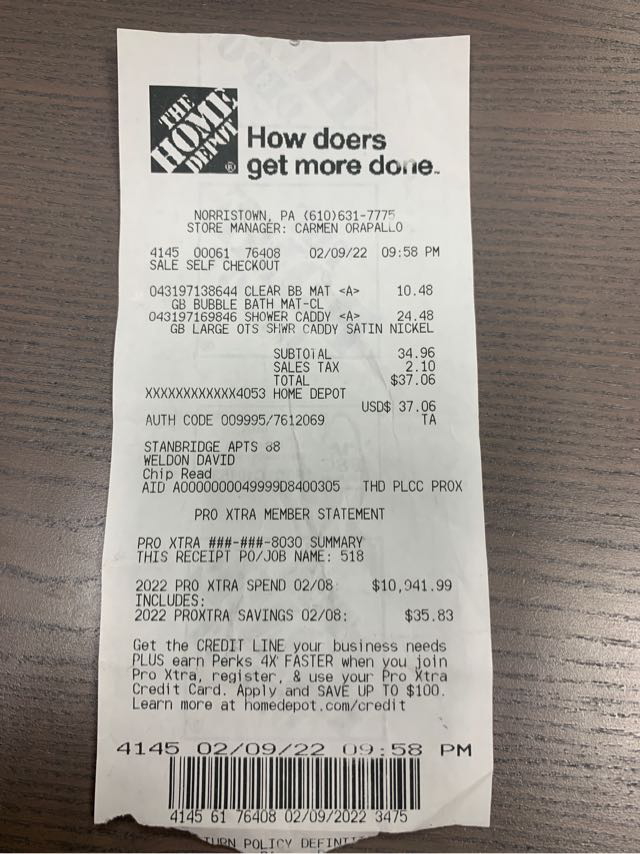 THE
HOME
DEPOT
How doers
get more done.
NORRISTOWN, PA (610)631-7775
STORE MANAGER: CARMEN ORAPALLO
4145 00061 76408 02/09/22 09:58 PM
SALE SELF CHECKOUT
043197138644 CLEAR BB MAT <A> 10.48
GB BUBBLE BATH MAT-CL
043197169846 SHOWER CADDY <A> 24.48
GB LARGE OTS SHWR CADDY SATIN NICKEL
SUBTOTAL 34.96
SALES TAX 2.10
TOTAL $37.06
XXXXXXXXXXXX4053 HOME DEPOT
USD$ 37.06
AUTH CODE 009995/7612069 TA
STANBRIDGE APTS 88
WELDON DAVID
Chip Read
AID A0000000049999D8400305 THD PLCC PROX
PRO XTRA MEMBER STATEMENT
PRO XTRA ###-###-8030 SUMMARY
THIS RECEIPT PO/JOB NAME: 518
2022 PRO XTRA SPEND 02/08: $10,941.99
INCLUDES:
2022 PROXTRA SAVINGS 02/08: $35.83
Get the CREDIT LINE your business needs
PLUS earn Perks 4X FASTER when you join
Pro Xtra, register, & use your Pro Xtra
Credit Card. Apply and SAVE UP TO $100.
Learn more at homedepot.com/credit
4145 02/09/22 09:58 PM
4145 61 76408 02/09/2022 3475
POLICY